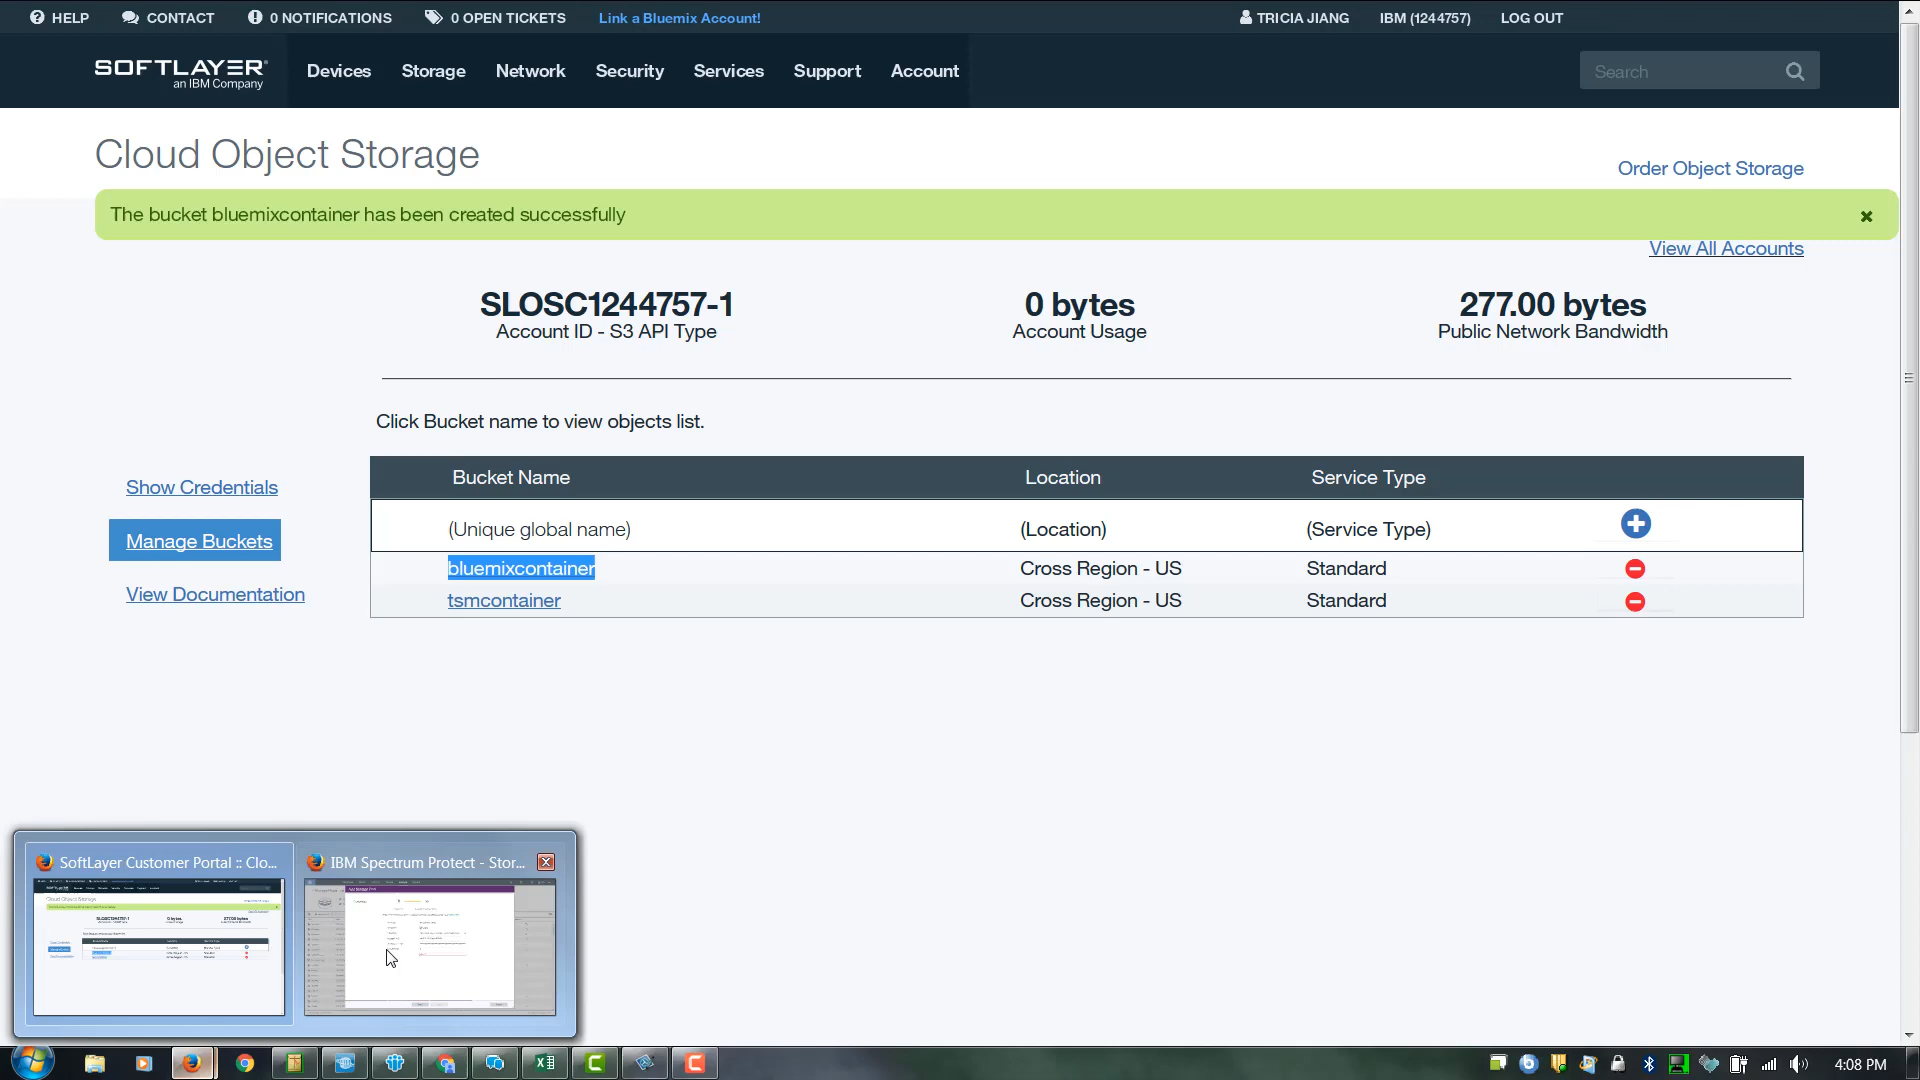 HELP CONTACT 0 NOTIFICATIONS 0 OPEN TICKETS Link a Bluemix Account! TRICIA JIANG IBM (1244757) LOG OUT
SOFTLAYER
an IBM Company
Devices Storage Network Security Services Support Account Search
Cloud Object Storage
Order Object Storage
The bucket bluemixcontainer has been created successfully
View All Accounts
SLOSC1244757-1 0 bytes 277.00 bytes
Account ID - S3 API Type Account Usage Public Network Bandwidth
Click Bucket name to view objects list.
Bucket Name Location Service Type
Show Credentials
(Unique global name) (Location) (Service Type)
Manage Buckets
bluemixcontainer Cross Region - US Standard
View Documentation
tsmcontainer Cross Region - US Standard
SoftLayer Customer Portal :: Clo... IBM Spectrum Protect - Stor...
4:08 PM